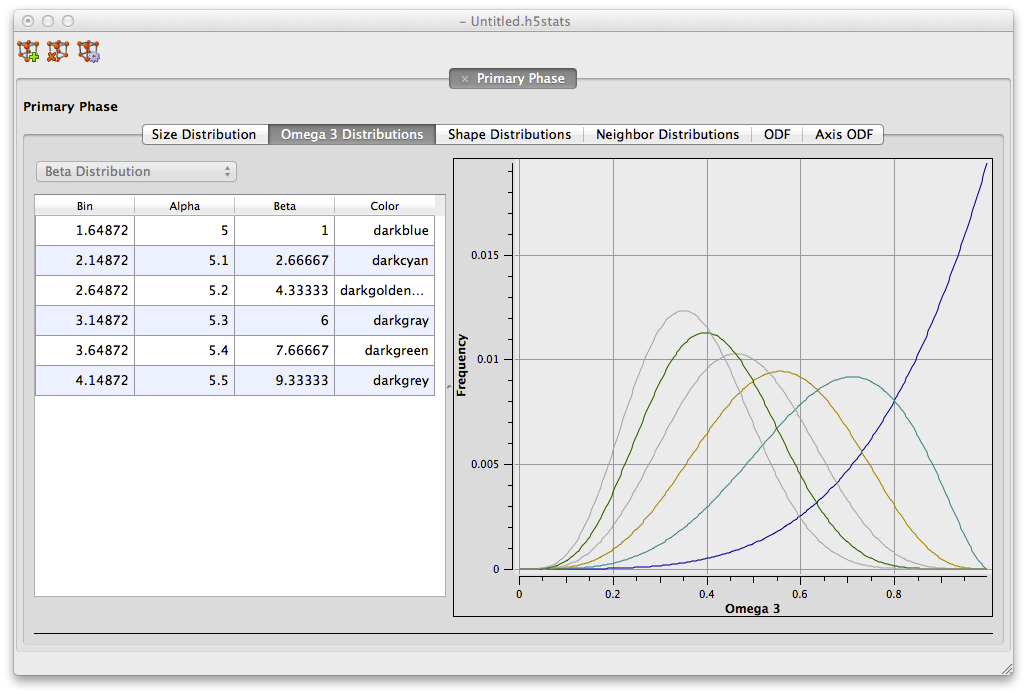 – Untitled.h5stats
× Primary Phase
Primary Phase
Size Distribution Omega 3 Distributions Shape Distributions Neighbor Distributions ODF Axis ODF
Beta Distribution
Bin Alpha Beta Color
1.64872 5 1 darkblue
2.14872 5.1 2.66667 darkcyan
2.64872 5.2 4.33333 darkgolden...
3.14872 5.3 6 darkgray
3.64872 5.4 7.66667 darkgreen
4.14872 5.5 9.33333 darkgrey
Frequency
0.015
0.01
0.005
0
0 0.2 0.4 0.6 0.8
Omega 3